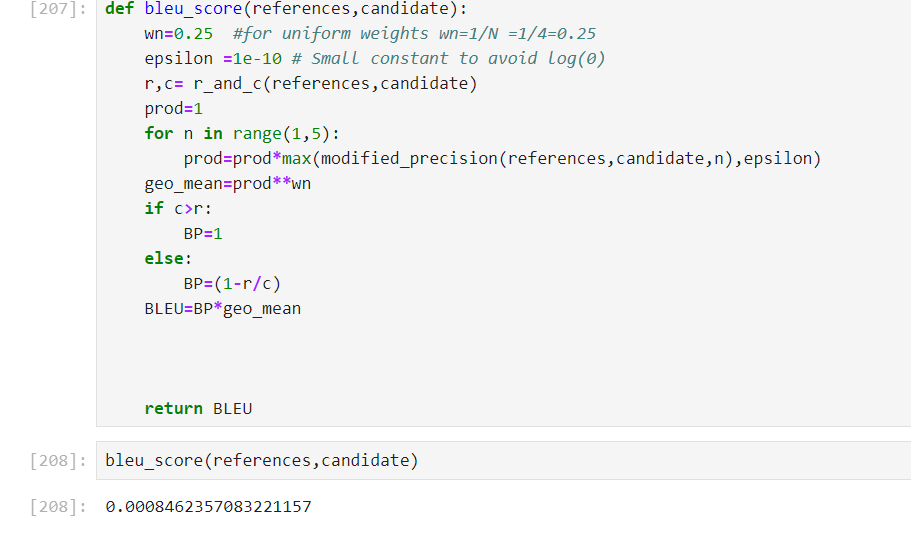 [207]: def bleu_score(references,candidate):
wn=0.25 #for uniform weights wn=1/N =1/4=0.25
epsilon =1e-10 # Small constant to avoid log(0)
r,c= r_and_c(references,candidate)
prod=1
for n in range(1,5):
prod=prod*max(modified_precision(references,candidate,n),epsilon)
geo_mean=prod**wn
if c>r:
BP=1
else:
BP=(1-r/c)
BLEU=BP*geo_mean
return BLEU
[208]: bleu_score(references,candidate)
[208]: 0.0008462357083221157